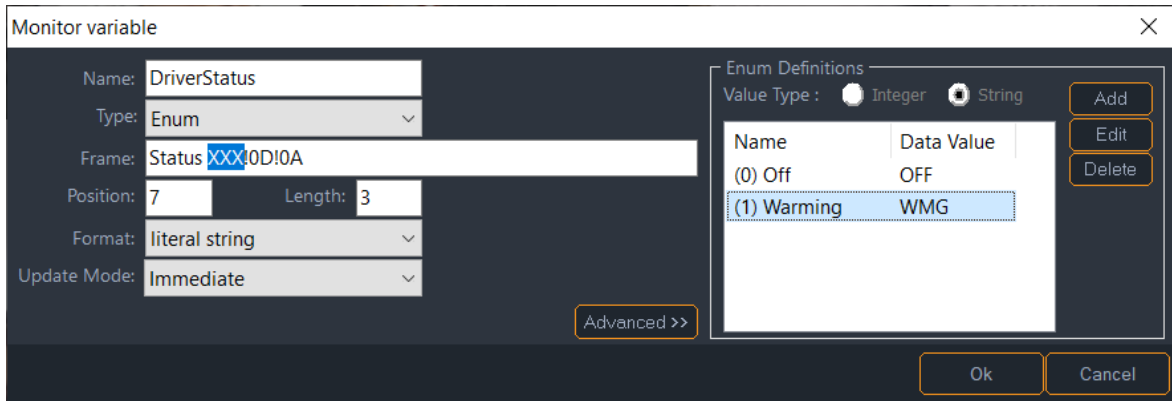 Monitor variable
Name: DriverStatus
Type: Enum
Frame: Status XXX!0D!0A
Position: 7 Length: 3
Format: literal string
Update Mode: Immediate
Advanced >>
Enum Definitions
Value Type : Integer String
Name Data Value
(0) Off OFF
(1) Warming WMG
Add
Edit
Delete
Ok Cancel